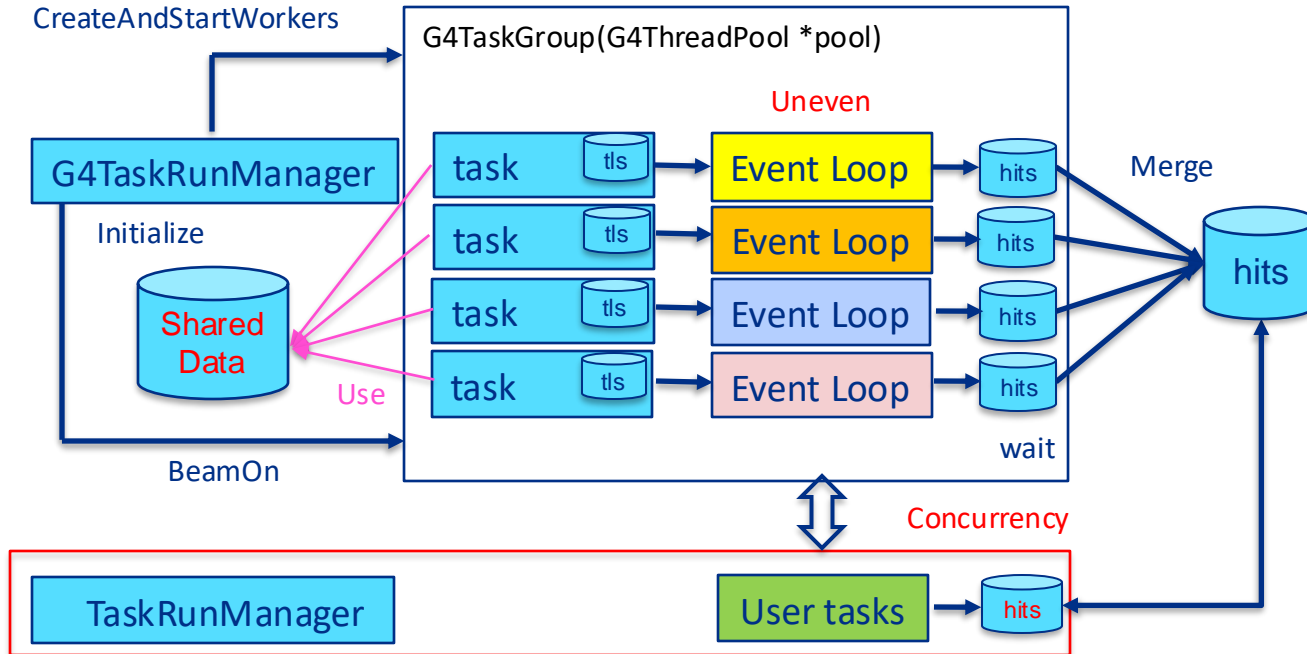 CreateAndStartWorkers
G4TaskGroup(G4ThreadPool *pool)
Uneven
G4TaskRunManager
task
tls
Event Loop
hits
Merge
Initialize
task
tls
Event Loop
hits
hits
Shared
Data
task
tls
Event Loop
hits
Use
task
tls
Event Loop
hits
wait
BeamOn
Concurrency
TaskRunManager
User tasks
hits